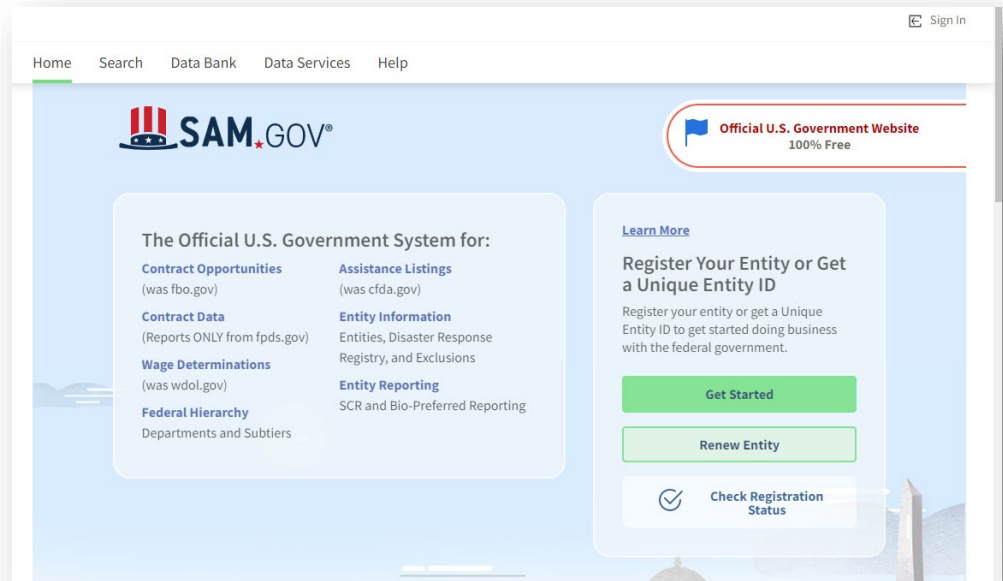 Sign In
Home Search Data Bank Data Services Help
SAM.GOV®
Official U.S. Government Website
100% Free
The Official U.S. Government System for:
Contract Opportunities
(was fbo.gov)
Contract Data
(Reports ONLY from fpds.gov)
Wage Determinations
(was wdol.gov)
Federal Hierarchy
Departments and Subtiers
Assistance Listings
(was cfda.gov)
Entity Information
Entities, Disaster Response
Registry, and Exclusions
Entity Reporting
SCR and Bio-Preferred Reporting
Learn More
Register Your Entity or Get
a Unique Entity ID
Register your entity or get a Unique
Entity ID to get started doing business
with the federal government.
Get Started
Renew Entity
Check Registration
Status